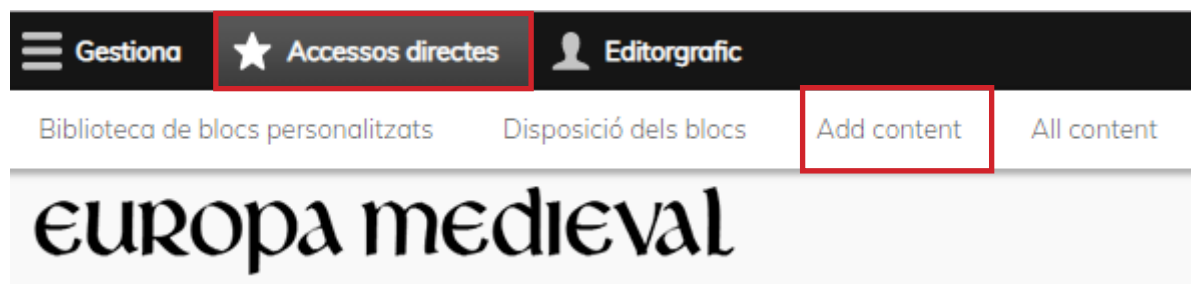 Gestiona Accessos directes Editorgrafic
Biblioteca de blocs personalitzats Disposició dels blocs Add content All content
europa medieval